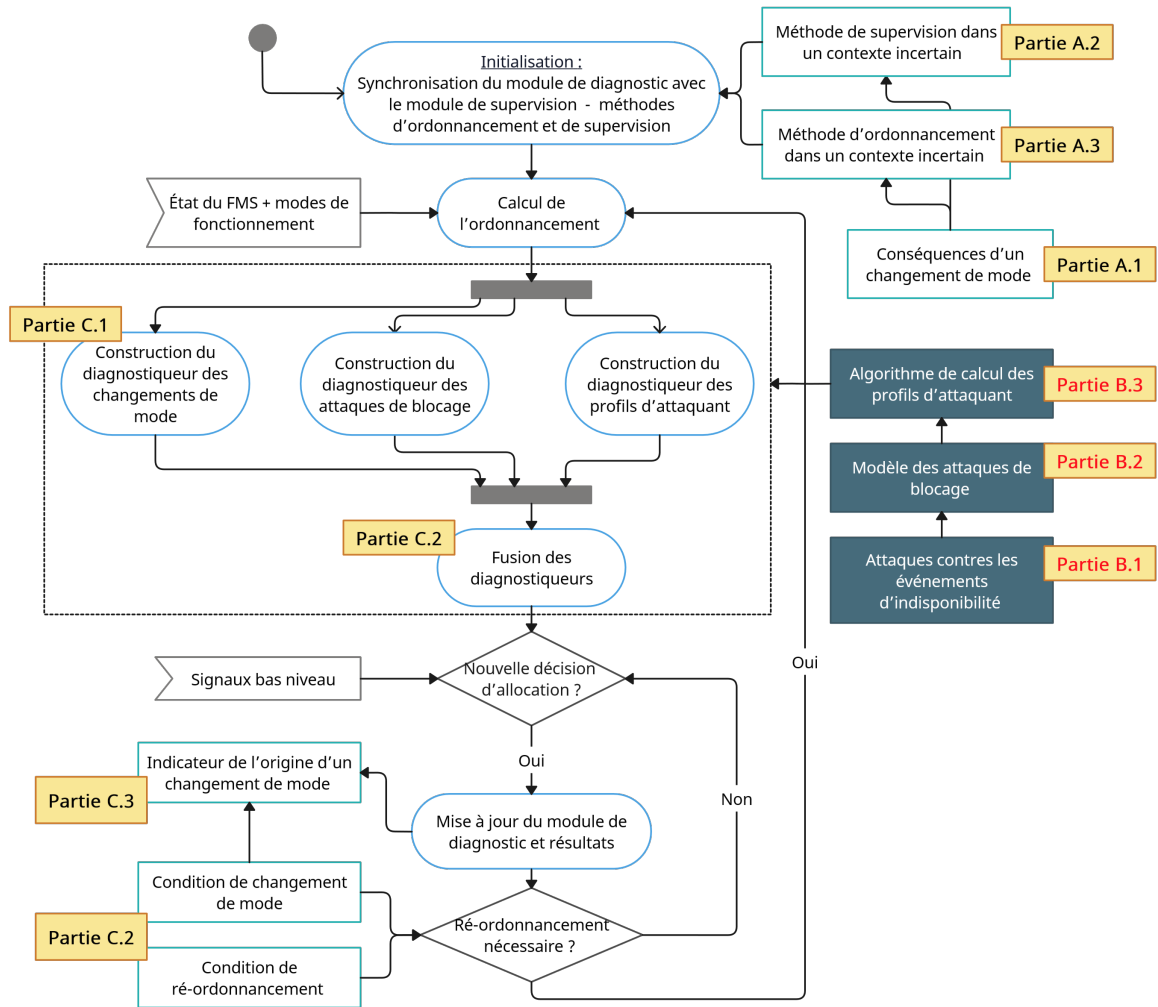 Initialisation :
Synchronisation du module de diagnostic avec
le module de supervision - méthodes
d'ordonnancement et de supervision
Méthode de supervision dans
un contexte incertain
Partie A.2
Méthode d'ordonnancement
dans un contexte incertain
Partie A.3
État du FMS + modes de
fonctionnement
Calcul de
l'ordonnancement
Conséquences d'un
changement de mode
Partie A.1
Partie C.1
Construction du
diagnostiqueur des
changements de
mode
Construction du
diagnostiqueur des
attaques de blocage
Construction du
diagnostiqueur des
profils d'attaquant
Algorithme de calcul des
profils d'attaquant
Partie B.3
Modèle des attaques de
blocage
Partie B.2
Attaques contres les
événements
d'indisponibilité
Partie B.1
Partie C.2
Fusion des
diagnostiqueurs
Signaux bas niveau
Nouvelle décision
d'allocation ?
Oui
Oui
Indicateur de l'origine d'un
changement de mode
Partie C.3
Mise à jour du module de
diagnostic et résultats
Non
Condition de changement
de mode
Partie C.2
Condition de
ré-ordonnancement
Ré-ordonnancement
nécessaire ?